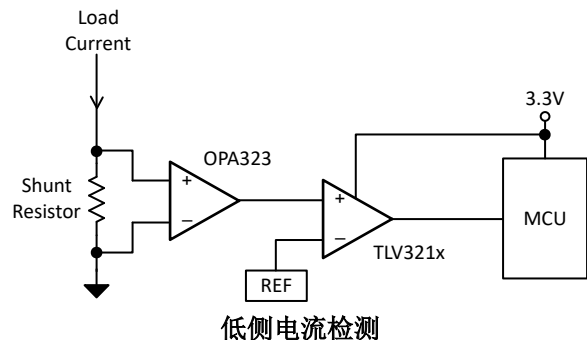 Load
Current
OPA323
3.3V
Shunt
Resistor
+
−
+
−
MCU
TLV321x
REF
低侧电流检测